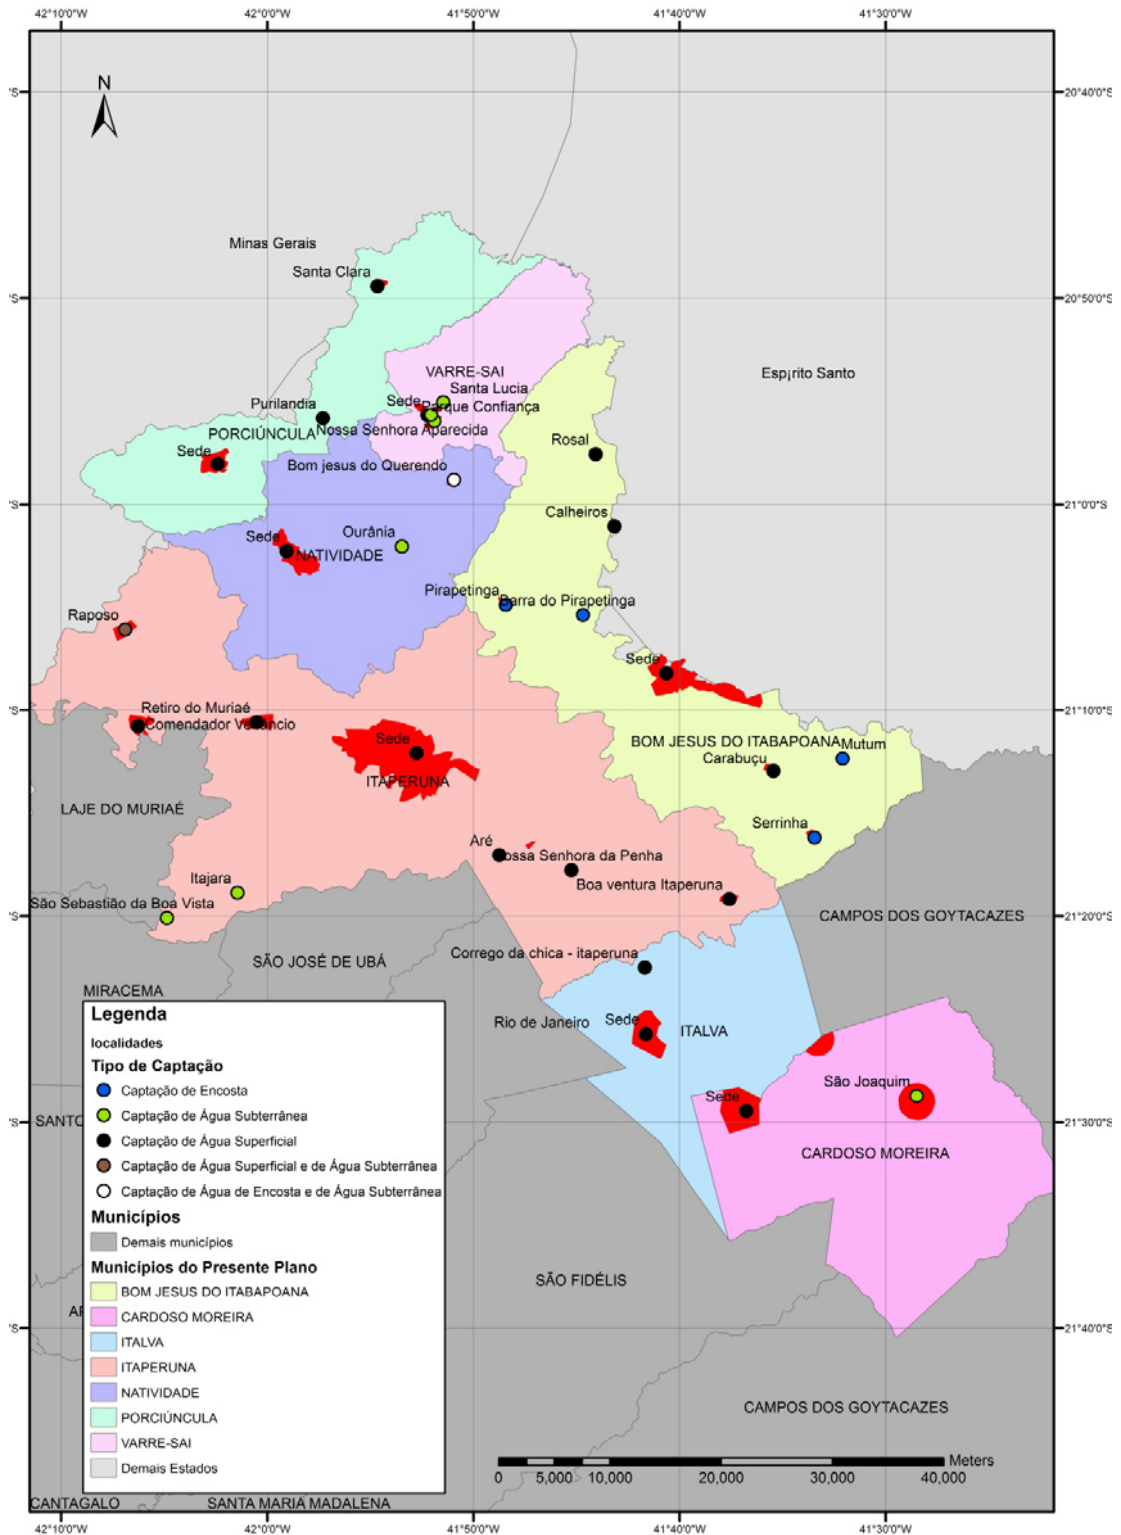 42°10'0"W 42°0'0"W 41°50'0"W 41°40'0"W 41°30'0"W
N
20°40'0"S
Minas Gerais
Santa Clara
20°50'0"S
VARRE-SAI
Espírito Santo
Santa Lucia
Sede
Parque Confiança
Purilandia
Nossa Senhora Aparecida
PORCIÚNCULA
Rosal
Sede
Bom jesus do Querendo
21°0'0"S
Calheiros
Ourânia
Sede
NATIVIDADE
Pirapetinga
Barra do Pirapetinga
Raposo
Sede
21°10'0"S
Retiro do Muriaé
Comendador Venâncio
Sede
BOM JESUS DO ITABAPOANA
Mutum
Carabuçu
ITAPERUNA
LAJE DO MURIAÉ
Serrinha
Aré
Nossa Senhora da Penha
Itajara
Boa ventura Itaperuna
São Sebastião da Boa Vista
CAMPOS DOS GOYTACAZES
21°20'0"S
Corrego da chica - itaperuna
SÃO JOSÉ DE UBÁ
MIRACEMA
Rio de Janeiro
Sede
ITALVA
São Joaquim
Sede
21°30'0"S
SANTO
CARDOSO MOREIRA
SÃO FIDÉLIS
21°40'0"S
CAMPOS DOS GOYTACAZES
Legenda
localidades
Tipo de Captação
Captação de Encosta
Captação de Água Subterrânea
Captação de Água Superficial
Captação de Água Superficial e de Água Subterrânea
Captação de Água de Encosta e de Água Subterrânea
Municípios
Demais municípios
Municípios do Presente Plano
BOM JESUS DO ITABAPOANA
CARDOSO MOREIRA
ITALVA
ITAPERUNA
NATIVIDADE
PORCIÚNCULA
VARRE-SAI
Demais Estados
Meters
0 5,000 10,000 20,000 30,000 40,000
CANTAGALO
SANTA MARIA MADALENA
42°10'0"W 42°0'0"W 41°50'0"W 41°40'0"W 41°30'0"W